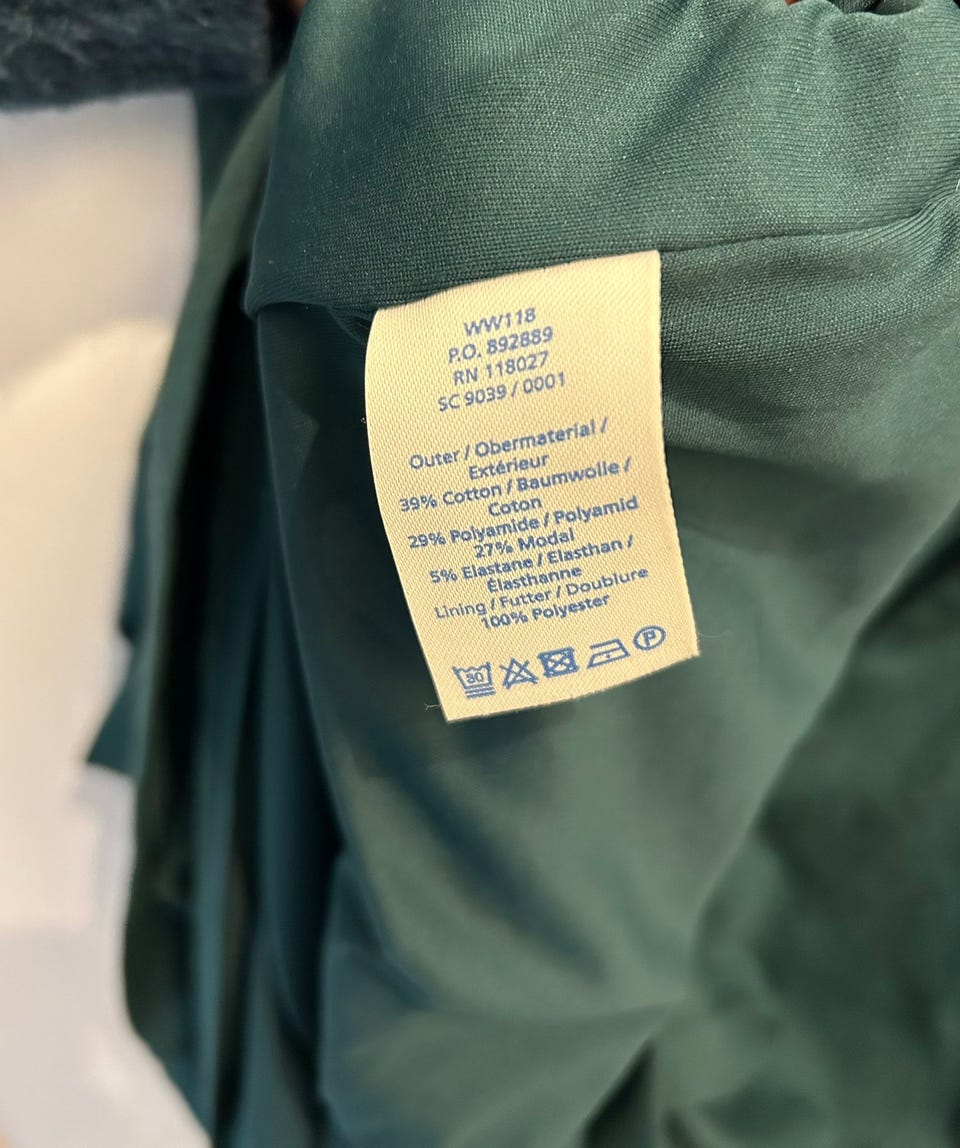 WW118
P.O. 892889
RN 118027
SC 9039 / 0001
Outer / Obermaterial /
Extérieur
39% Cotton / Baumwolle /
Coton
29% Polyamide / Polyamid
27% Modal
5% Elastane / Elasthan /
Élasthanne
Lining / Futter / Doublure
100% Polyester
P